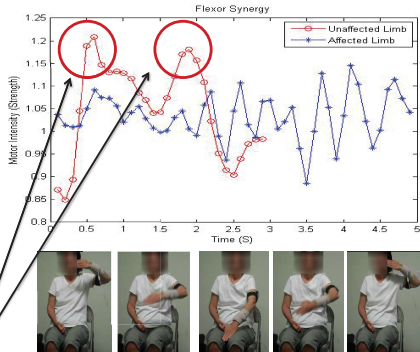 Flexor Synergy
Unaffected Limb
Affected Limb
Motor Intensity (Strength)
1.25
1.2
1.15
1.1
1.05
1
0.95
0.9
0.85
0.8
0 0.5 1 1.5 2 2.5 3 3.5 4 4.5 5
Time (S)